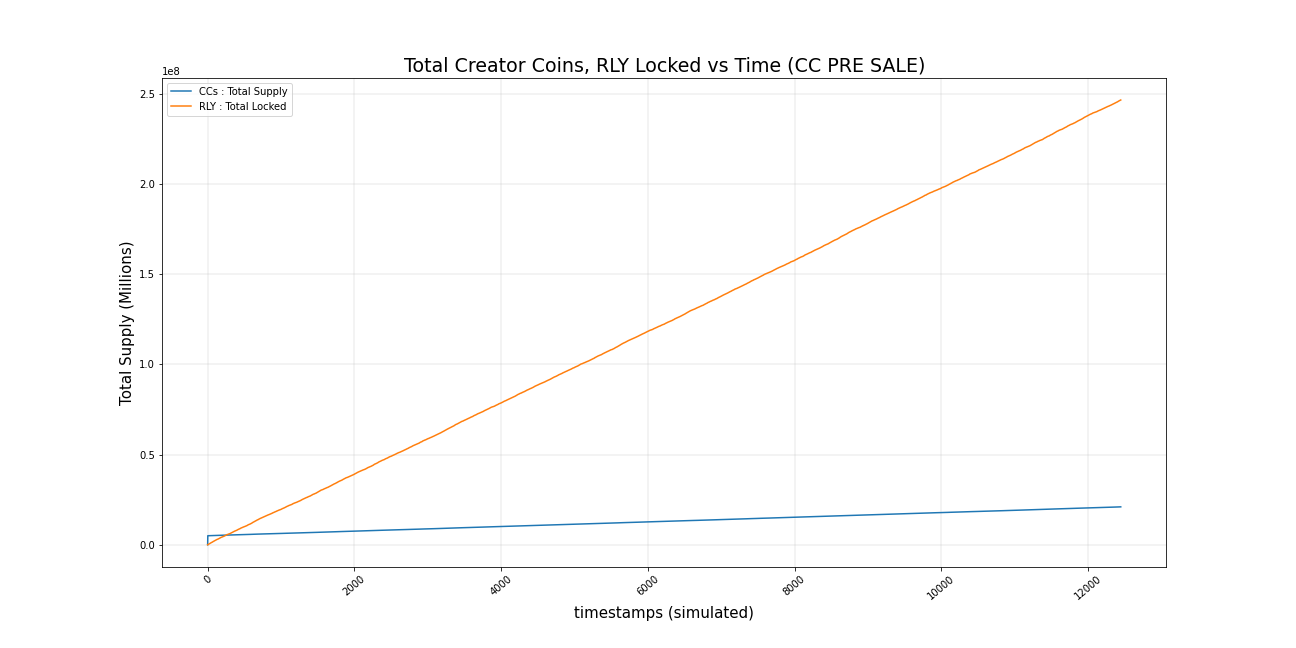 Total Creator Coins, RLY Locked vs Time (CC PRE SALE)
1e8
CCs : Total Supply
RLY : Total Locked
2.5
2.0
1.5
1.0
0.5
0.0
Total Supply (Millions)
0
2000
4000
6000
8000
10000
12000
timestamps (simulated)